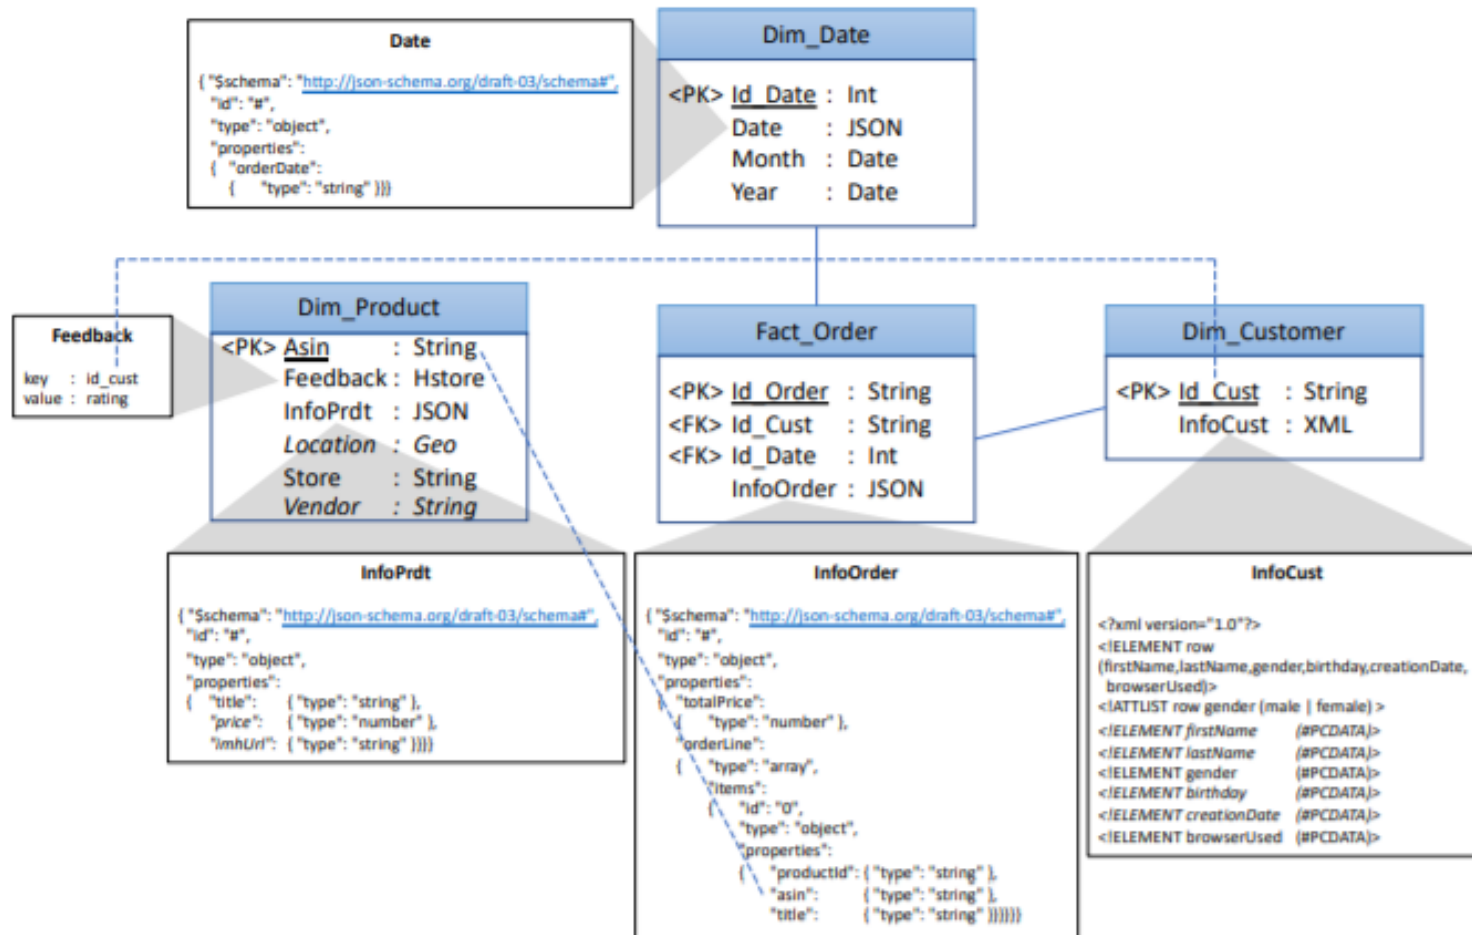 Date
{ "$schema": "http://json-schema.org/draft-03/schema#",
"id": "#",
"type": "object",
"properties":
{ "orderDate":
{ "type": "string" }}}
Dim_Date
<PK> Id_Date : Int
Date : JSON
Month : Date
Year : Date
Feedback
key : id_cust
value : rating
Dim_Product
<PK> Asin : String
Feedback : Hstore
InfoPrdt : JSON
Location : Geo
Store : String
Vendor : String
Fact_Order
<PK> Id_Order : String
<FK> Id_Cust : String
<FK> Id_Date : Int
InfoOrder : JSON
Dim_Customer
<PK> Id_Cust : String
InfoCust : XML
InfoPrdt
{ "$schema": "http://json-schema.org/draft-03/schema#",
"id": "#",
"type": "object",
"properties":
{ "title": { "type": "string" },
"price": { "type": "number" },
"imhUrl": { "type": "string" }}}}
InfoOrder
{ "$schema": "http://json-schema.org/draft-03/schema#",
"id": "#",
"type": "object",
"properties":
{ "totalPrice":
{ "type": "number" },
"orderLine":
{ "type": "array",
"items":
{ "id": "0",
"type": "object",
"properties":
{ "productId": { "type": "string" },
"asin": { "type": "string" },
"title": { "type": "string" }}}}}}
InfoCust
<?xml version="1.0"?>
<!ELEMENT row
(firstName,lastName,gender,birthday,creationDate,
browserUsed)>
<!ATTLIST row gender (male | female) >
<!ELEMENT firstName (#PCDATA)>
<!ELEMENT lastName (#PCDATA)>
<!ELEMENT gender (#PCDATA)>
<!ELEMENT birthday (#PCDATA)>
<!ELEMENT creationDate (#PCDATA)>
<!ELEMENT browserUsed (#PCDATA)>